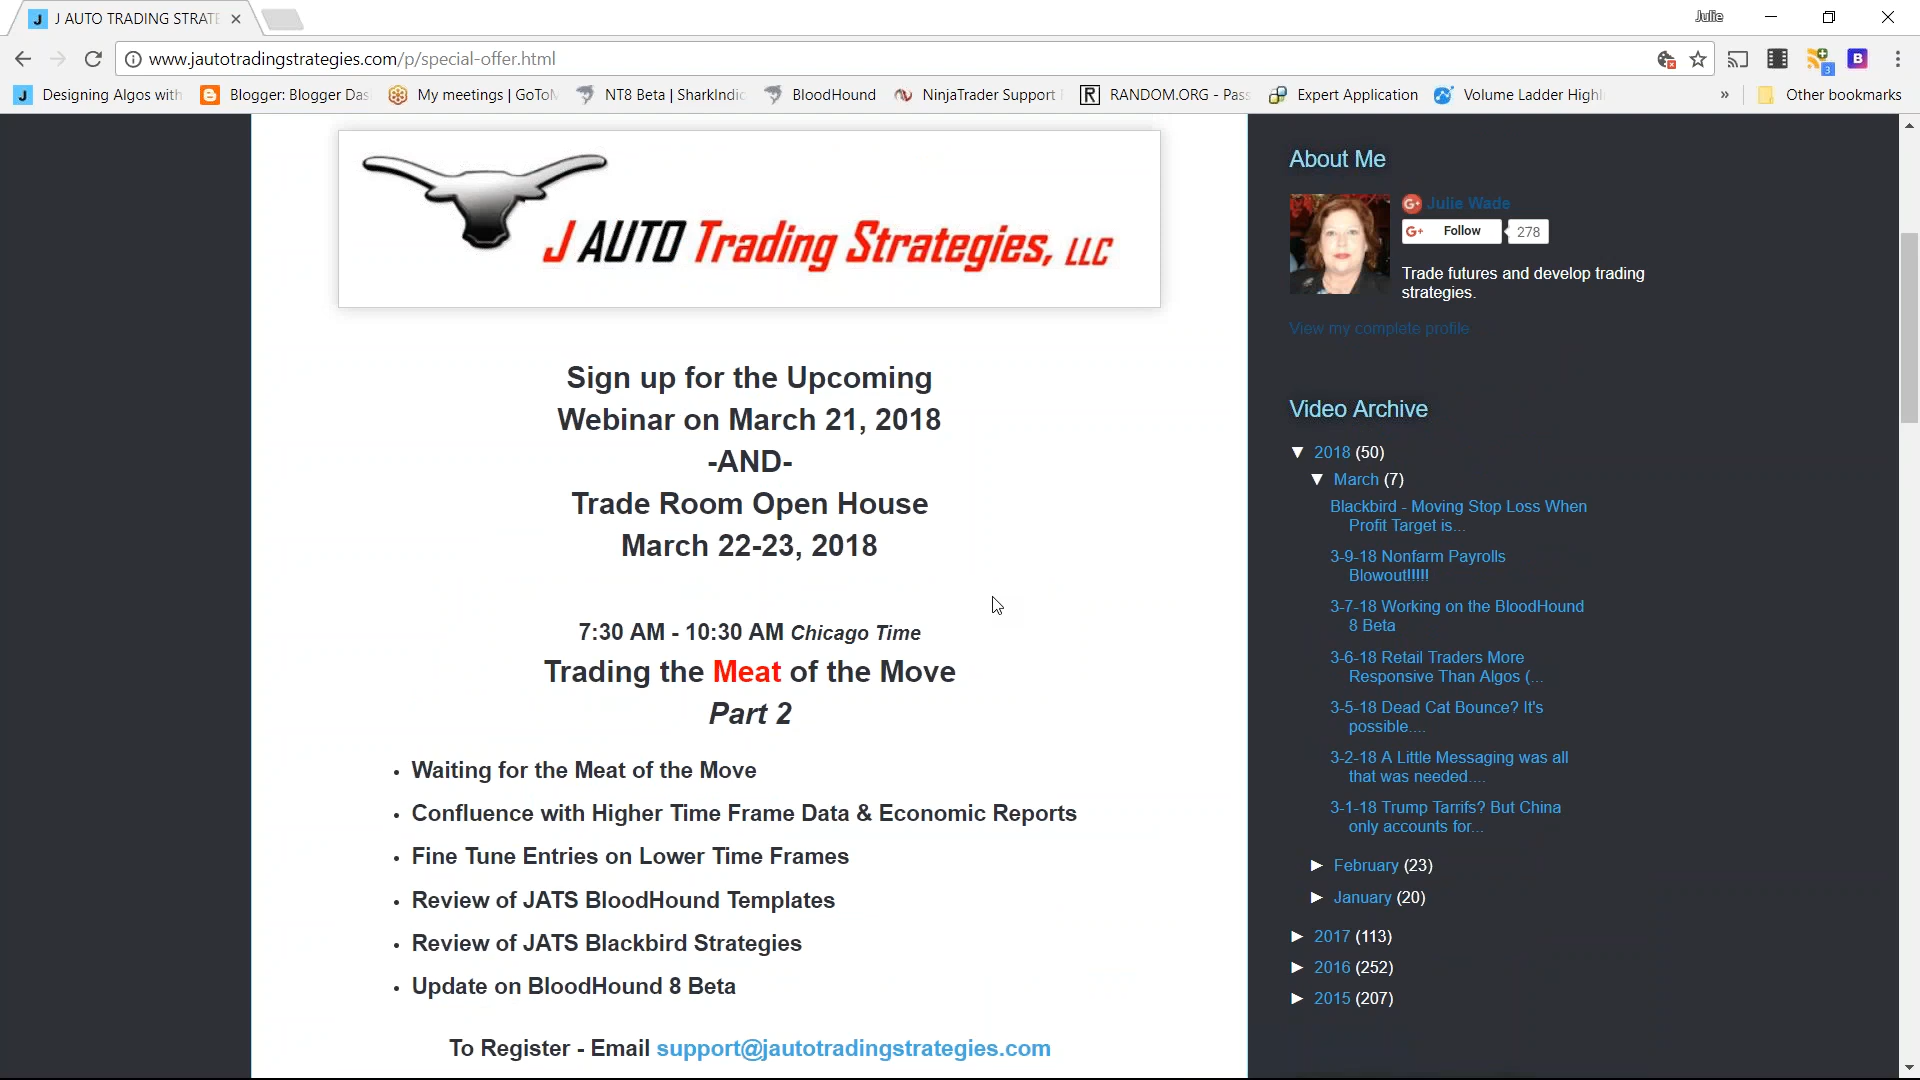 J AUTO TRADING STRATE
Julie
www.jautotradingstrategies.com/p/special-offer.html
3
Designing Algos with
Blogger: Blogger Das
My meetings | GoToM
NT8 Beta | SharkIndic
BloodHound
NinjaTrader Support
RANDOM.ORG - Pass
Expert Application
Volume Ladder Highl
»
Other bookmarks
J AUTO Trading Strategies, LLC
Sign up for the Upcoming
Webinar on March 21, 2018
-AND-
Trade Room Open House
March 22-23, 2018
7:30 AM - 10:30 AM Chicago Time
Trading the Meat of the Move
Part 2
• Waiting for the Meat of the Move
• Confluence with Higher Time Frame Data & Economic Reports
• Fine Tune Entries on Lower Time Frames
• Review of JATS BloodHound Templates
• Review of JATS Blackbird Strategies
• Update on BloodHound 8 Beta
To Register - Email support@jautotradingstrategies.com
About Me
G+ Julie Wade
G+ Follow 278
Trade futures and develop trading
strategies.
View my complete profile
Video Archive
▼ 2018 (50)
▼ March (7)
Blackbird - Moving Stop Loss When
Profit Target is...
3-9-18 Nonfarm Payrolls
Blowout!!!!!
3-7-18 Working on the BloodHound
8 Beta
3-6-18 Retail Traders More
Responsive Than Algos (...
3-5-18 Dead Cat Bounce? It's
possible....
3-2-18 A Little Messaging was all
that was needed....
3-1-18 Trump Tarrifs? But China
only accounts for...
► February (23)
► January (20)
► 2017 (113)
► 2016 (252)
► 2015 (207)